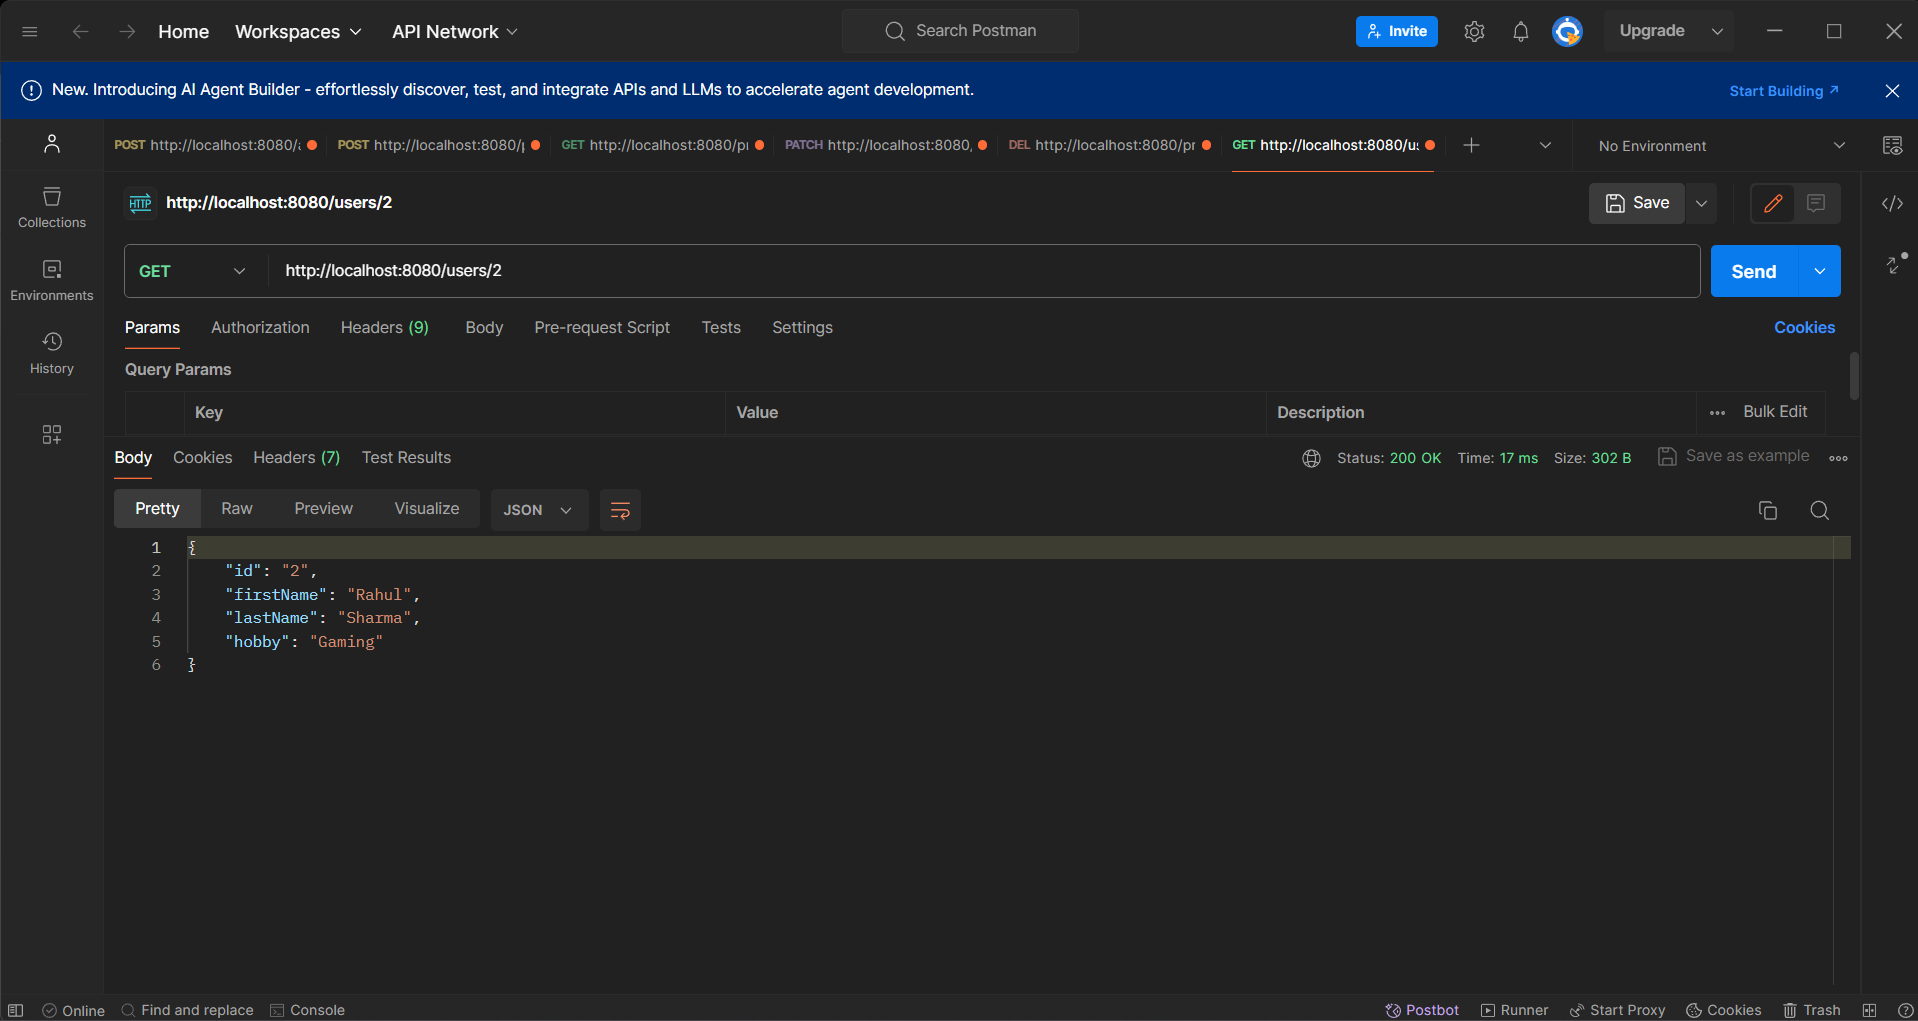 Home Workspaces API Network Search Postman Invite Upgrade
New. Introducing AI Agent Builder - effortlessly discover, test, and integrate APIs and LLMs to accelerate agent development. Start Building
POST http://localhost:8080/ POST http://localhost:8080/ GET http://localhost:8080/pr PATCH http://localhost:8080/ DEL http://localhost:8080/pr GET http://localhost:8080/us No Environment
HTTP http://localhost:8080/users/2 Save
Collections
GET http://localhost:8080/users/2 Send
Environments
Params Authorization Headers (9) Body Pre-request Script Tests Settings Cookies
History
Query Params
Key Value Description Bulk Edit
Body Cookies Headers (7) Test Results Status: 200 OK Time: 17 ms Size: 302 B Save as example
Pretty Raw Preview Visualize JSON
1 {
2 "id": "2",
3 "firstName": "Rahul",
4 "lastName": "Sharma",
5 "hobby": "Gaming"
6 }
Online Find and replace Console Postbot Runner Start Proxy Cookies Trash